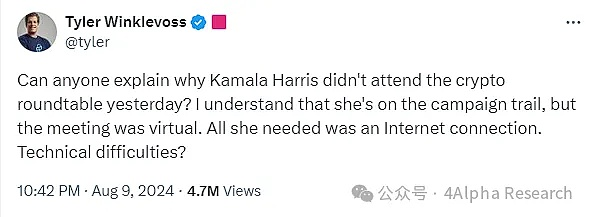 Tyler Winklevoss
@tyler
Can anyone explain why Kamala Harris didn't attend the crypto
roundtable yesterday? I understand that she's on the campaign trail, but
the meeting was virtual. All she needed was an Internet connection.
Technical difficulties?
10:42 PM · Aug 9, 2024 · 4.7M Views
公众号 · 4Alpha Research